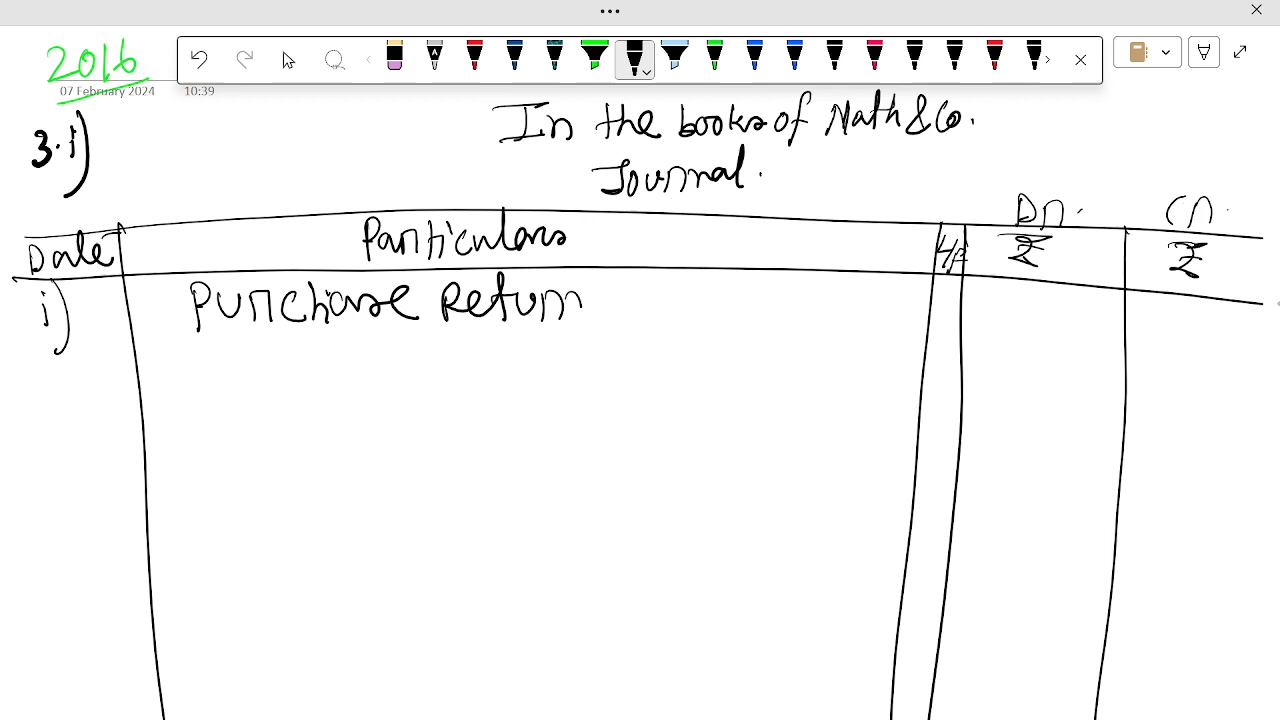 2016
07 February 2024 10:39
3.i)
In the books of Nath & Co.
Journal.
Date Particulars L/F Dr. ₹ Cr. ₹
i) Purchase Return